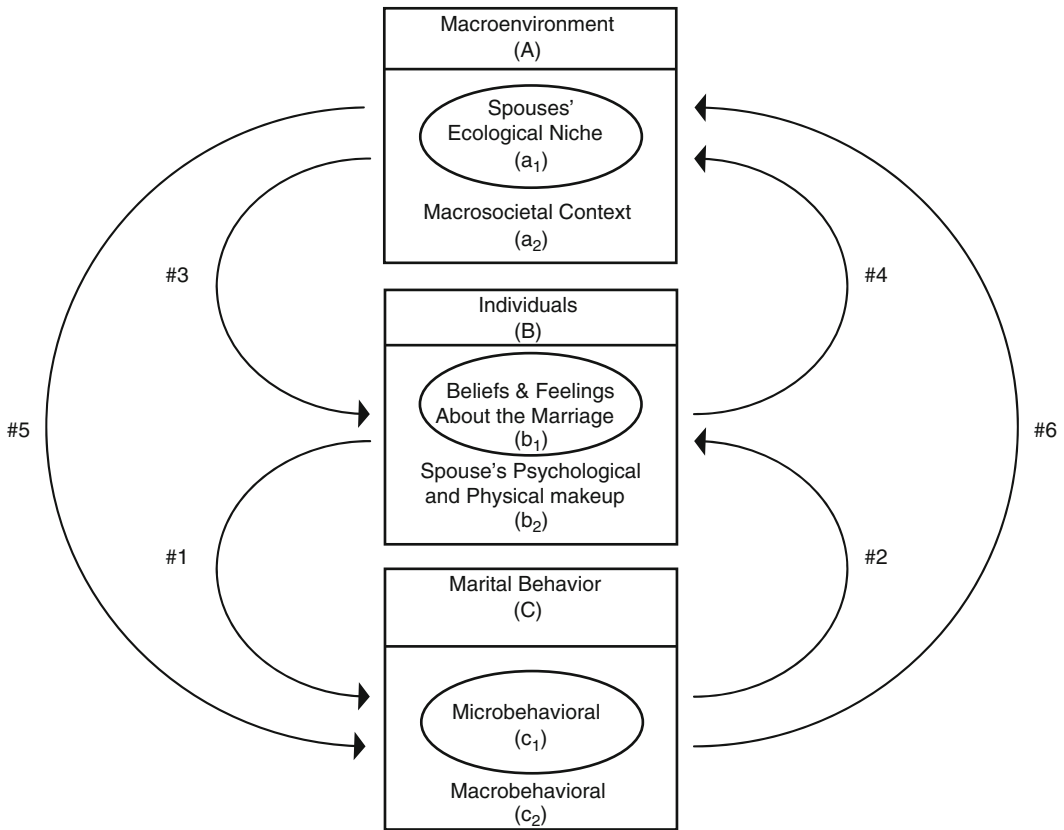 Macroenvironment
(A)
Spouses'
Ecological Niche
(a₁)
Macrosocietal Context
(a₂)
#3
#4
Individuals
(B)
Beliefs & Feelings
About the Marriage
(b₁)
Spouse's Psychological
and Physical makeup
(b₂)
#5
#6
#1
#2
Marital Behavior
(C)
Microbehavioral
(c₁)
Macrobehavioral
(c₂)